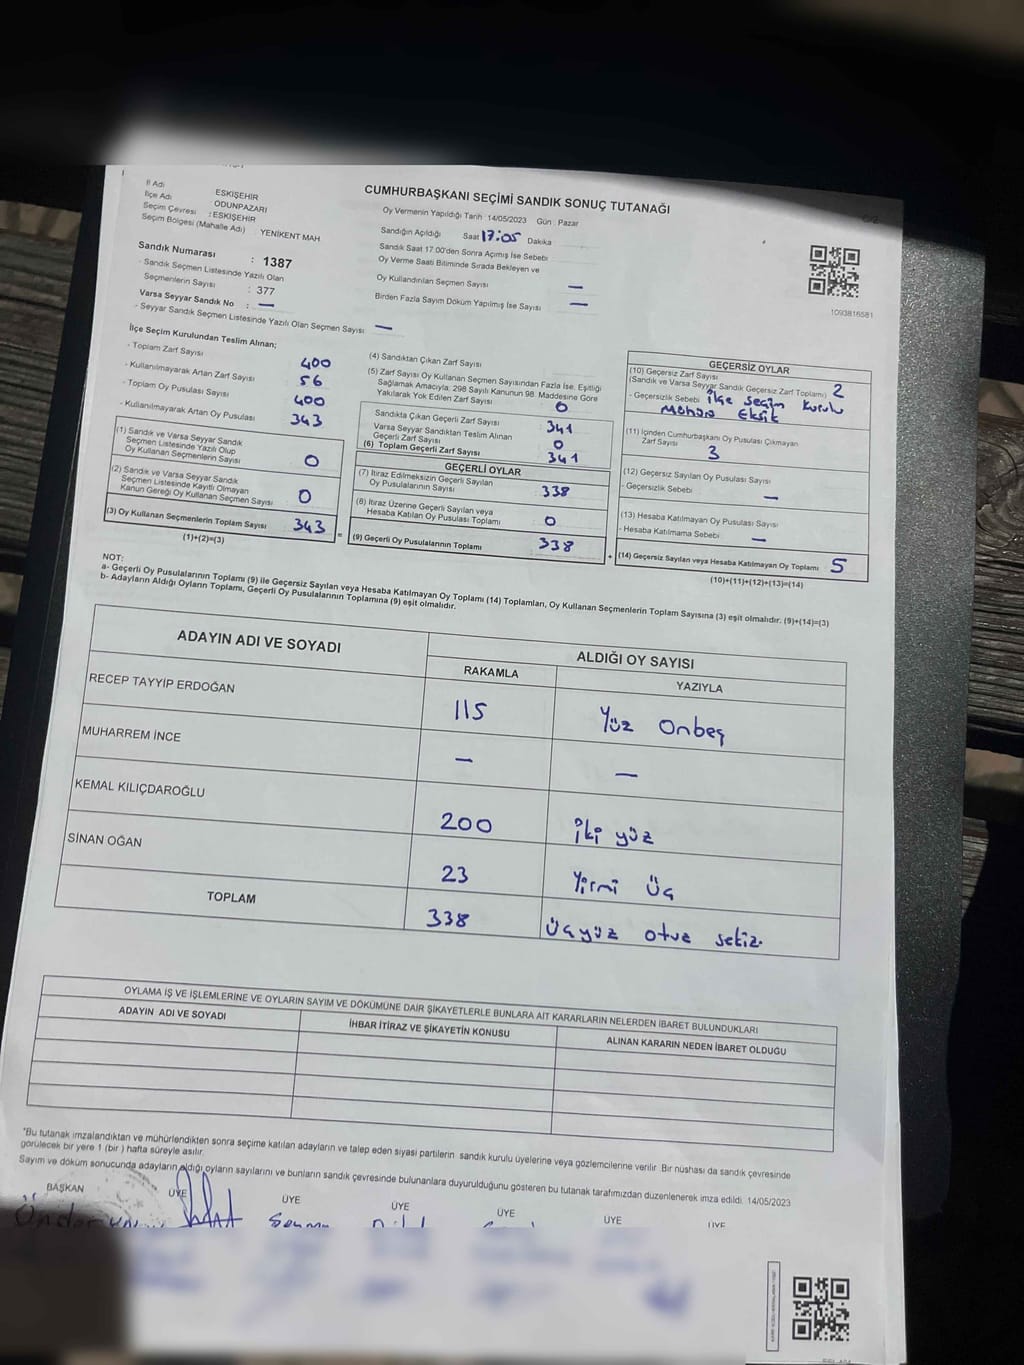 İl Adı
İlçe Adı
Seçim Çevresi
Seçim Bölgesi (Mahalle Adı)
ESKİŞEHİR
ODUNPAZARI
: ESKİŞEHİR
: YENİKENT MAH
CUMHURBAŞKANI SEÇİMİ SANDIK SONUÇ TUTANAĞI
Oy Vermenin Yapıldığı Tarih : 14/05/2023 Gün : Pazar
Sandığın Açıldığı Saat 17:05 Dakika
Sandık Saat 17:00'den Sonra Açılmış İse Sebebi
Oy Verme Saati Bitiminde Sırada Bekleyen ve
Oy Kullandırılan Seçmen Sayısı —
Birden Fazla Sayım Döküm Yapılmış İse Sayısı —
1093816581
Sandık Numarası : 1387
- Sandık Seçmen Listesinde Yazılı Olan
Seçmenlerin Sayısı : 377
Varsa Seyyar Sandık No : —
- Seyyar Sandık Seçmen Listesinde Yazılı Olan Seçmen Sayısı —
İlçe Seçim Kurulundan Teslim Alınan;
- Toplam Zarf Sayısı 400
- Kullanılmayarak Artan Zarf Sayısı 56
- Toplam Oy Pusulası Sayısı 400
- Kullanılmayarak Artan Oy Pusulası 343
(1) Sandık ve Varsa Seyyar Sandık
Seçmen Listesinde Yazılı Olup
Oy Kullanan Seçmenlerin Sayısı 0
(2) Sandık ve Varsa Seyyar Sandık
Seçmen Listesinde Kayıtlı Olmayan
Kanun Gereği Oy Kullanan Seçmen Sayısı 0
(3) Oy Kullanan Seçmenlerin Toplam Sayısı 343
(1)+(2)=(3)
=
(4) Sandıktan Çıkan Zarf Sayısı
(5) Zarf Sayısı Oy Kullanan Seçmen Sayısından Fazla İse, Eşitliği
Sağlamak Amacıyla; 298 Sayılı Kanunun 98. Maddesine Göre
Yakılarak Yok Edilen Zarf Sayısı 0
Sandıkta Çıkan Geçerli Zarf Sayısı 341
Varsa Seyyar Sandıktan Teslim Alınan
Geçerli Zarf Sayısı 0
(6) Toplam Geçerli Zarf Sayısı 341
GEÇERLİ OYLAR
(7) İtiraz Edilmeksizin Geçerli Sayılan
Oy Pusulalarının Sayısı 338
(8) İtiraz Üzerine Geçerli Sayılan veya
Hesaba Katılan Oy Pusulası Toplamı 0
(9) Geçerli Oy Pusulalarının Toplamı 338
+
GEÇERSİZ OYLAR
(10) Geçersiz Zarf Sayısı
(Sandık ve Varsa Seyyar Sandık Geçersiz Zarf Toplamı) 2
- Geçersizlik Sebebi İlçe Seçim Kurulu
Mührü Eksik
(11) İçinden Cumhurbaşkanı Oy Pusulası Çıkmayan
Zarf Sayısı 3
(12) Geçersiz Sayılan Oy Pusulası Sayısı
- Geçersizlik Sebebi —
(13) Hesaba Katılmayan Oy Pusulası Sayısı
- Hesaba Katılmama Sebebi —
(14) Geçersiz Sayılan veya Hesaba Katılmayan Oy Toplamı 5
(10)+(11)+(12)+(13)=(14)
NOT:
a- Geçerli Oy Pusulalarının Toplamı (9) ile Geçersiz Sayılan veya Hesaba Katılmayan Oy Toplamı (14) Toplamları, Oy Kullanan Seçmenlerin Toplam Sayısına (3) eşit olmalıdır. (9)+(14)=(3)
b- Adayların Aldığı Oyların Toplamı, Geçerli Oy Pusulalarının Toplamına (9) eşit olmalıdır.
ADAYIN ADI VE SOYADI
ALDIĞI OY SAYISI
RAKAMLA YAZIYLA
RECEP TAYYİP ERDOĞAN 115 Yüz Onbeş
MUHARREM İNCE — —
KEMAL KILIÇDAROĞLU 200 İki yüz
SİNAN OĞAN 23 Yirmi Üç
TOPLAM 338 Üçyüz otuz sekiz.
OYLAMA İŞ VE İŞLEMLERİNE VE OYLARIN SAYIM VE DÖKÜMÜNE DAİR ŞİKAYETLERLE BUNLARA AİT KARARLARIN NELERDEN İBARET BULUNDUKLARI
ADAYIN ADI VE SOYADI
İHBAR İTİRAZ VE ŞİKAYETİN KONUSU
ALINAN KARARIN NEDEN İBARET OLDUĞU
"Bu tutanak imzalandıktan ve mühürlendikten sonra seçime katılan adayların ve talep eden siyasi partilerin sandık kurulu üyelerine veya gözlemcilerine verilir. Bir nüshası da sandık çevresinde
görülecek bir yere 1 (bir ) hafta süreyle asılır.
Sayım ve döküm sonucunda adayların aldığı oyların sayılarını ve bunların sandık çevresinde bulunanlara duyurulduğunu gösteren bu tutanak tarafımızdan düzenlenerek imza edildi. 14/05/2023
BAŞKAN ÜYE ÜYE ÜYE ÜYE ÜYE ÜYE